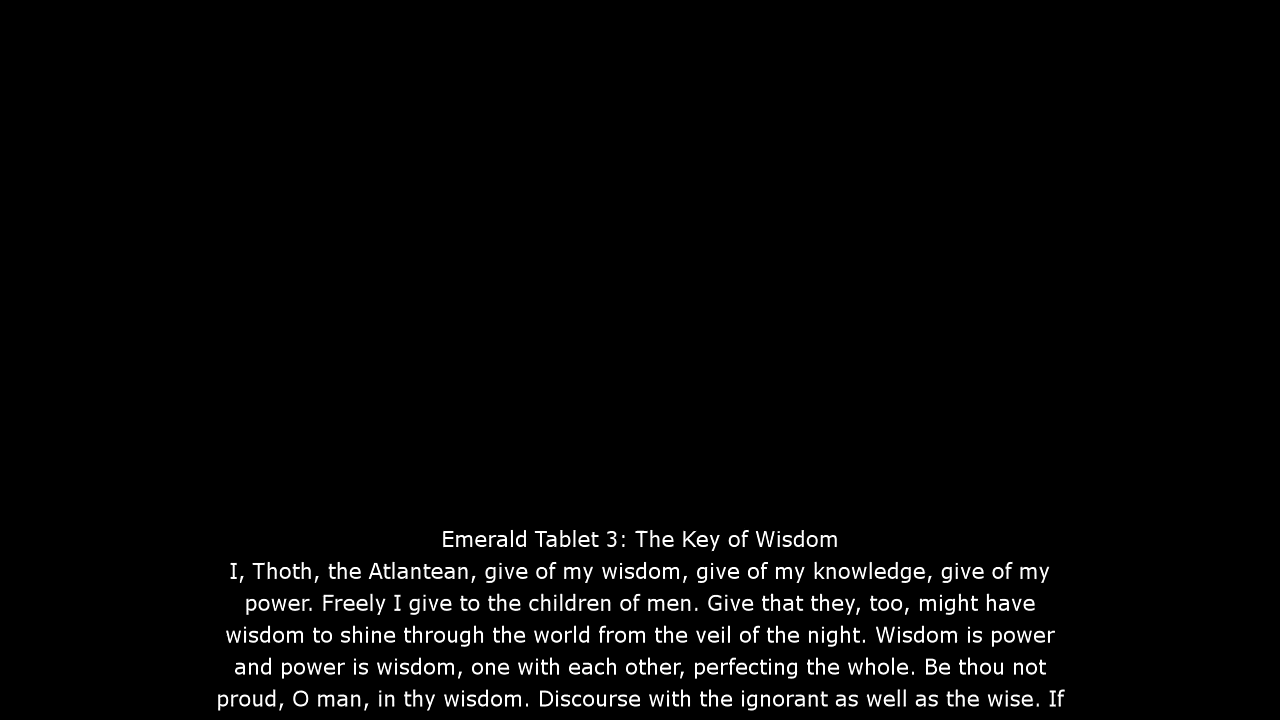 Emerald Tablet 3: The Key of Wisdom
I, Thoth, the Atlantean, give of my wisdom, give of my knowledge, give of my
power. Freely I give to the children of men. Give that they, too, might have
wisdom to shine through the world from the veil of the night. Wisdom is power
and power is wisdom, one with each other, perfecting the whole. Be thou not
proud, O man, in thy wisdom. Discourse with the ignorant as well as the wise. If